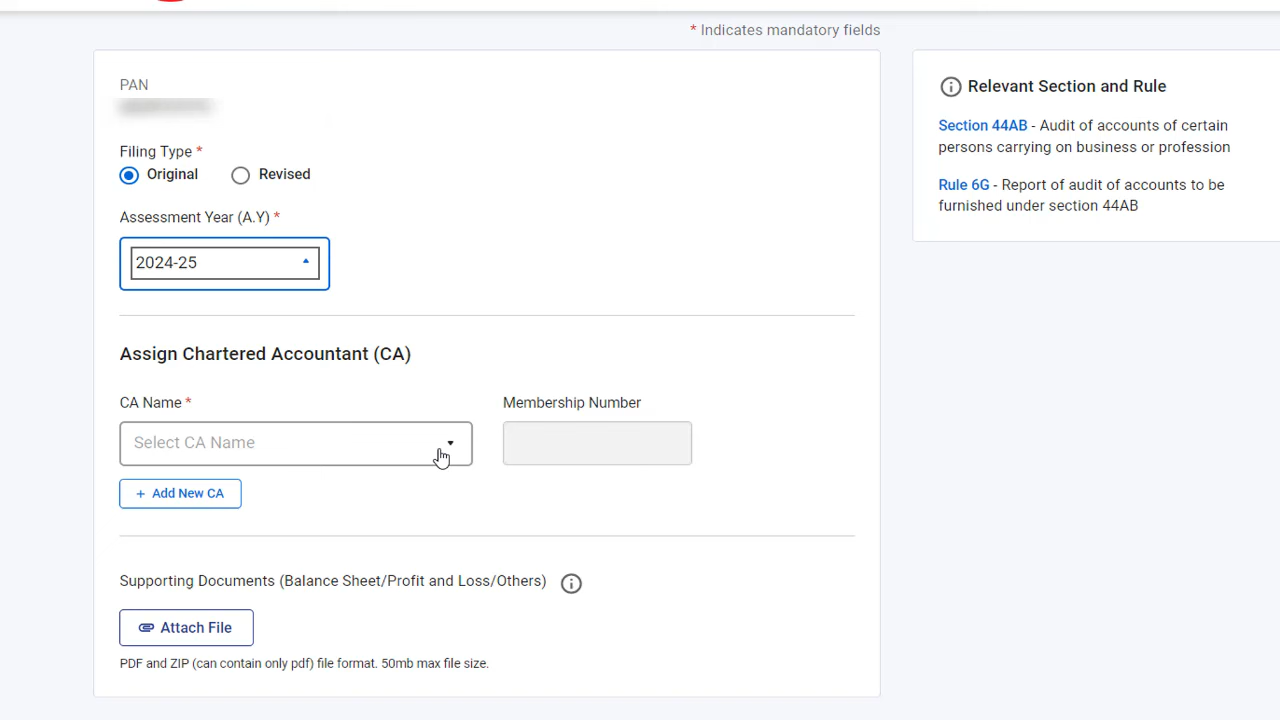 * Indicates mandatory fields
PAN
Filing Type *
Original
Revised
Assessment Year (A.Y) *
2024-25
Assign Chartered Accountant (CA)
CA Name *
Membership Number
Select CA Name
+ Add New CA
Supporting Documents (Balance Sheet/Profit and Loss/Others)
Attach File
PDF and ZIP (can contain only pdf) file format. 50mb max file size.
Relevant Section and Rule
Section 44AB - Audit of accounts of certain
persons carrying on business or profession
Rule 6G - Report of audit of accounts to be
furnished under section 44AB